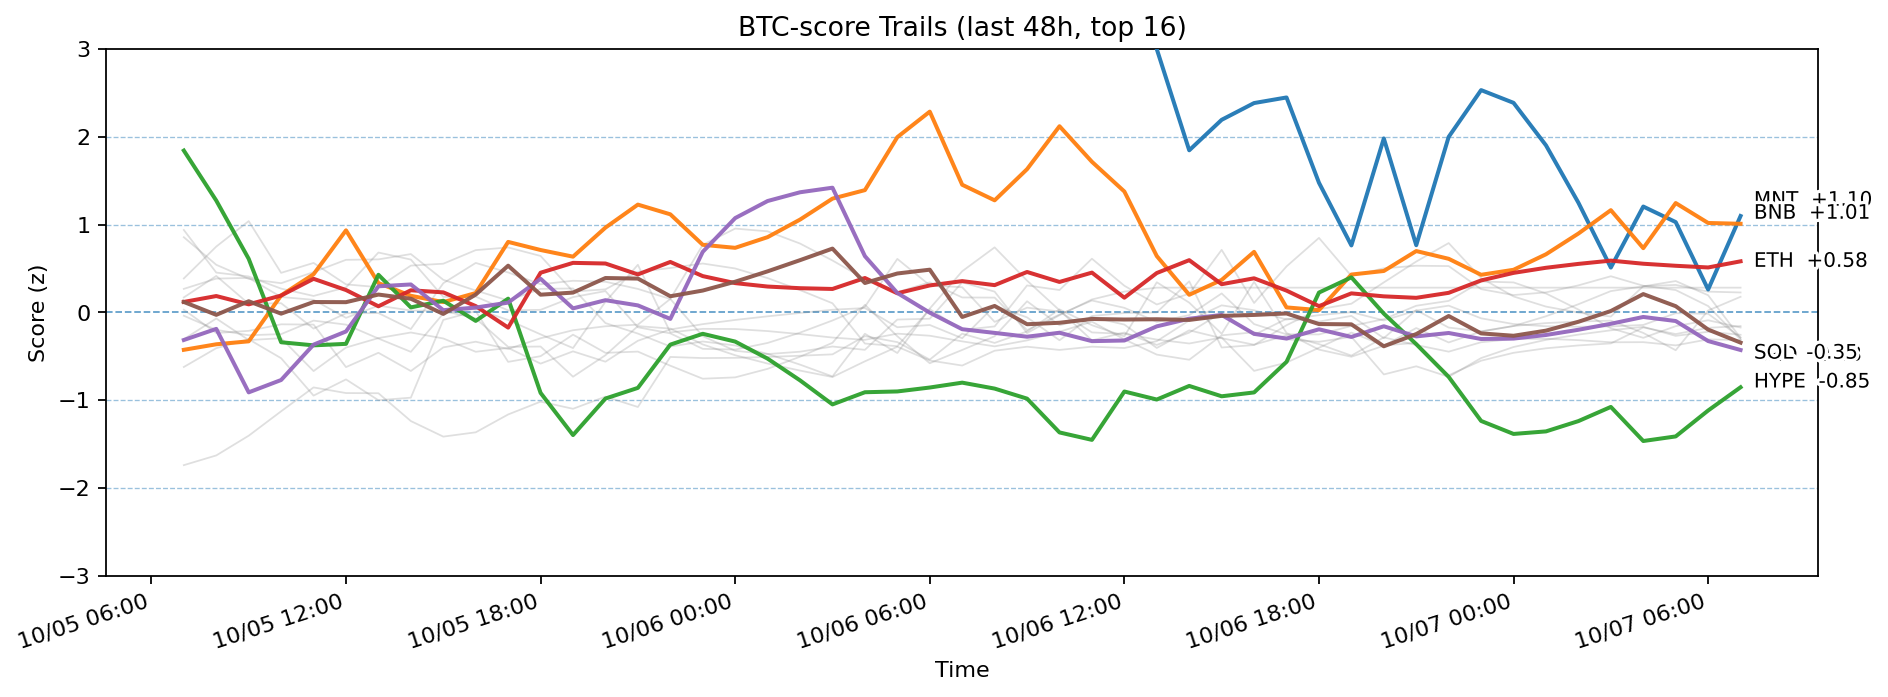 BTC-score Trails (last 48h, top 16)
3
2
1
0
−1
−2
−3
Score (z)
MNT +1.10
BNB +1.01
ETH +0.58
SOL -0.35
HYPE -0.85
10/05 06:00
10/05 12:00
10/05 18:00
10/06 00:00
10/06 06:00
10/06 12:00
10/06 18:00
10/07 00:00
10/07 06:00
Time